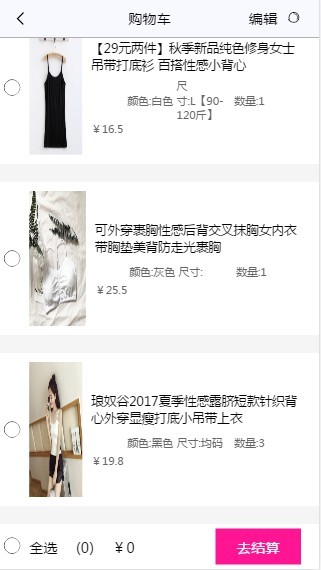 购物车 编辑
【29元两件】秋季新品纯色修身女士
吊带打底衫 百搭性感小背心
颜色:白色 尺寸:L【90-120斤】 数量:1
¥16.5
可外穿裹胸性感后背交叉抹胸女内衣
带胸垫美背防走光裹胸
颜色:灰色 尺寸: 数量:1
¥25.5
琅奴谷2017夏季性感露脐短款针织背
心外穿显瘦打底小吊带上衣
颜色:黑色 尺寸:均码 数量:3
¥19.8
全选 (0) ¥0 去结算